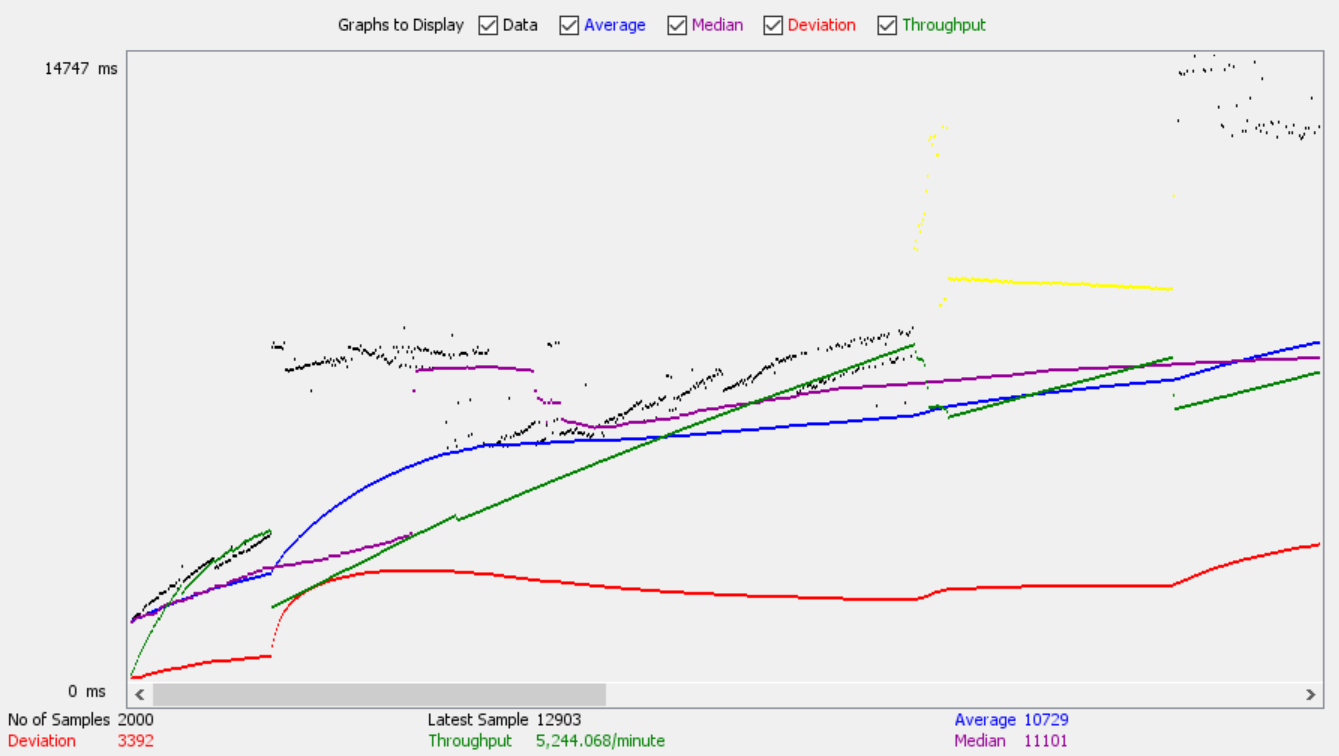 Graphs to Display Data Average Median Deviation Throughput
14747 ms
0 ms
No of Samples 2000 Latest Sample 12903 Average 10729
Deviation 3392 Throughput 5,244.068/minute Median 11101